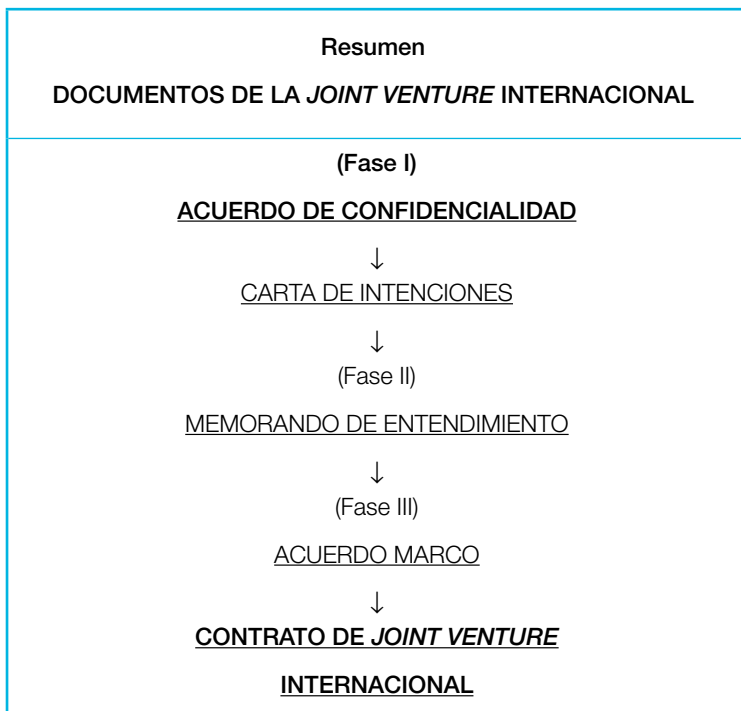 Resumen
DOCUMENTOS DE LA JOINT VENTURE INTERNACIONAL
(Fase I)
ACUERDO DE CONFIDENCIALIDAD
↓
CARTA DE INTENCIONES
↓
(Fase II)
MEMORANDO DE ENTENDIMIENTO
↓
(Fase III)
ACUERDO MARCO
↓
CONTRATO DE JOINT VENTURE
INTERNACIONAL